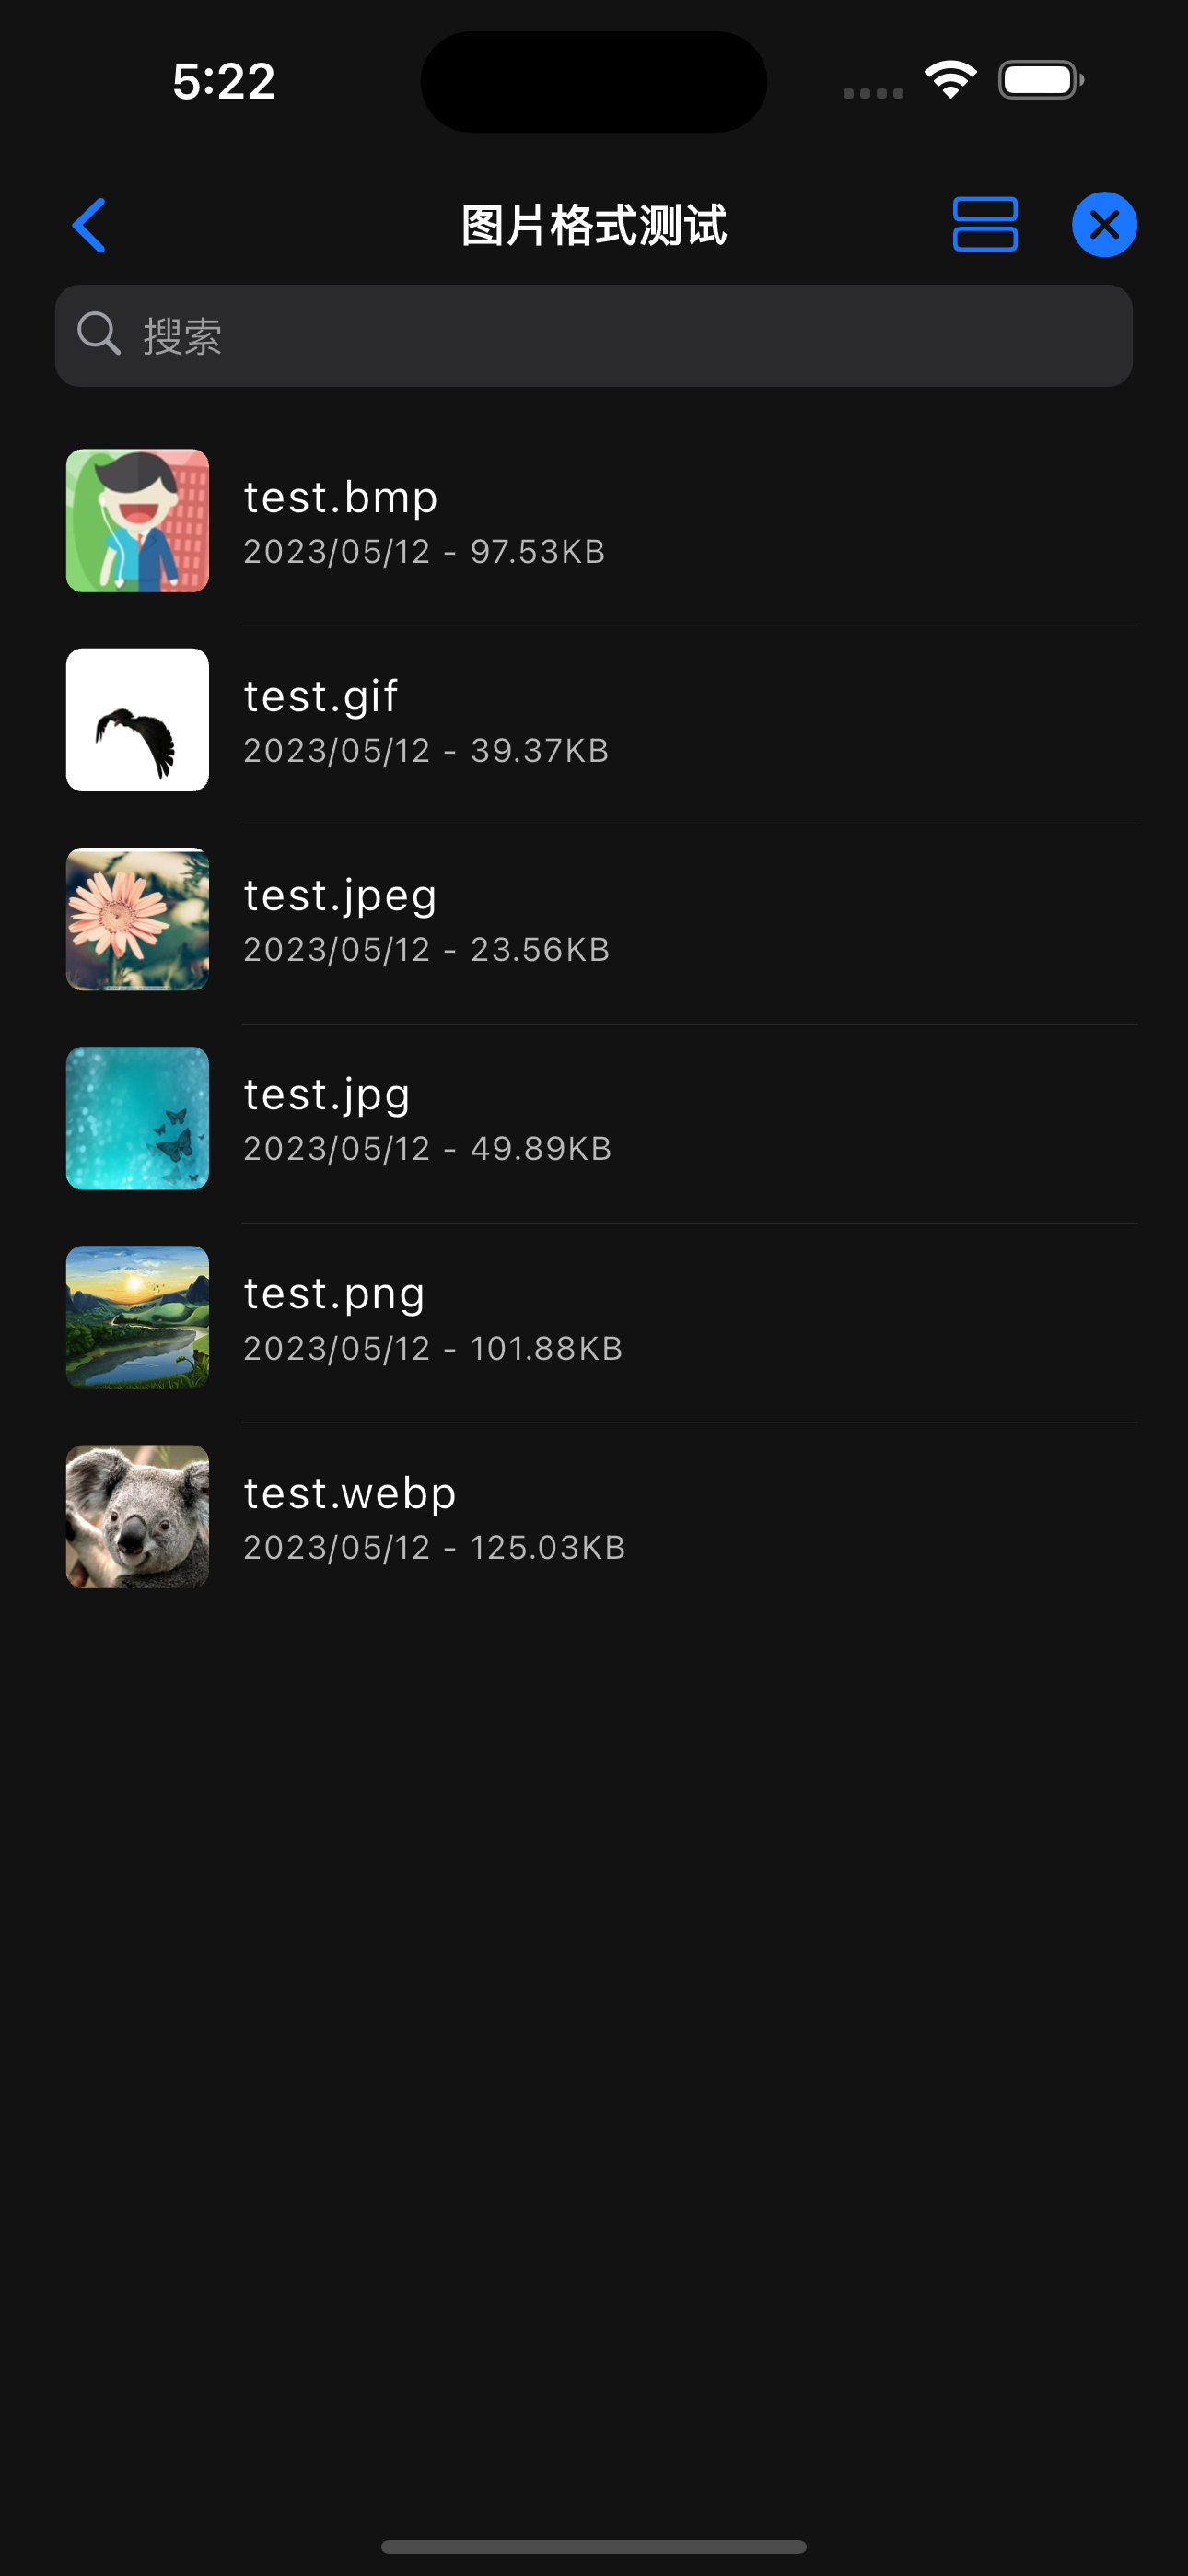 5:22
图片格式测试
搜索
test.bmp
2023/05/12 - 97.53KB
test.gif
2023/05/12 - 39.37KB
test.jpeg
2023/05/12 - 23.56KB
test.jpg
2023/05/12 - 49.89KB
test.png
2023/05/12 - 101.88KB
test.webp
2023/05/12 - 125.03KB